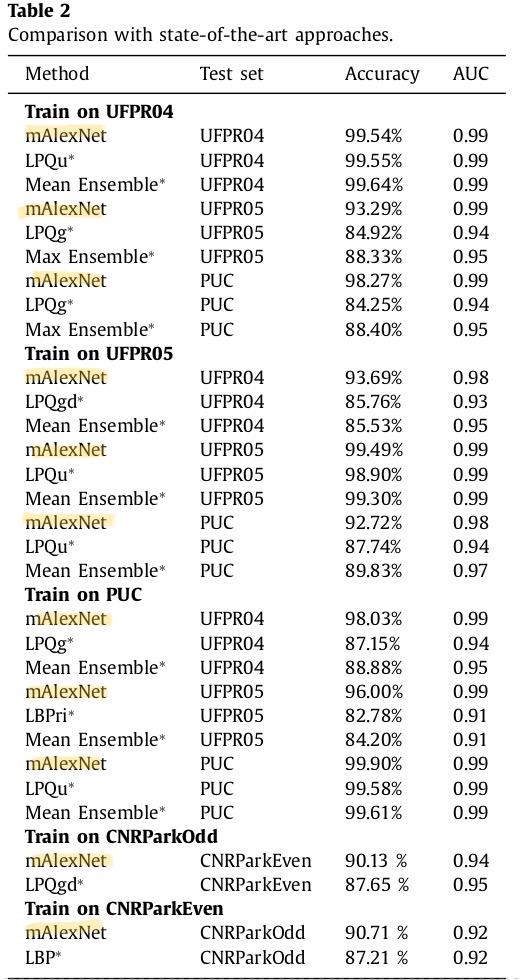 Table 2
Comparison with state-of-the-art approaches.
Method Test set Accuracy AUC
Train on UFPR04
mAlexNet UFPR04 99.54% 0.99
LPQu* UFPR04 99.55% 0.99
Mean Ensemble* UFPR04 99.64% 0.99
mAlexNet UFPR05 93.29% 0.99
LPQg* UFPR05 84.92% 0.94
Max Ensemble* UFPR05 88.33% 0.95
mAlexNet PUC 98.27% 0.99
LPQg* PUC 84.25% 0.94
Max Ensemble* PUC 88.40% 0.95
Train on UFPR05
mAlexNet UFPR04 93.69% 0.98
LPQgd* UFPR04 85.76% 0.93
Mean Ensemble* UFPR04 85.53% 0.95
mAlexNet UFPR05 99.49% 0.99
LPQu* UFPR05 98.90% 0.99
Mean Ensemble* UFPR05 99.30% 0.99
mAlexNet PUC 92.72% 0.98
LPQu* PUC 87.74% 0.94
Mean Ensemble* PUC 89.83% 0.97
Train on PUC
mAlexNet UFPR04 98.03% 0.99
LPQg* UFPR04 87.15% 0.94
Mean Ensemble* UFPR04 88.88% 0.95
mAlexNet UFPR05 96.00% 0.99
LBPri* UFPR05 82.78% 0.91
Mean Ensemble* UFPR05 84.20% 0.91
mAlexNet PUC 99.90% 0.99
LPQu* PUC 99.58% 0.99
Mean Ensemble* PUC 99.61% 0.99
Train on CNRParkOdd
mAlexNet CNRParkEven 90.13 % 0.94
LPQgd* CNRParkEven 87.65 % 0.95
Train on CNRParkEven
mAlexNet CNRParkOdd 90.71 % 0.92
LBP* CNRParkOdd 87.21 % 0.92